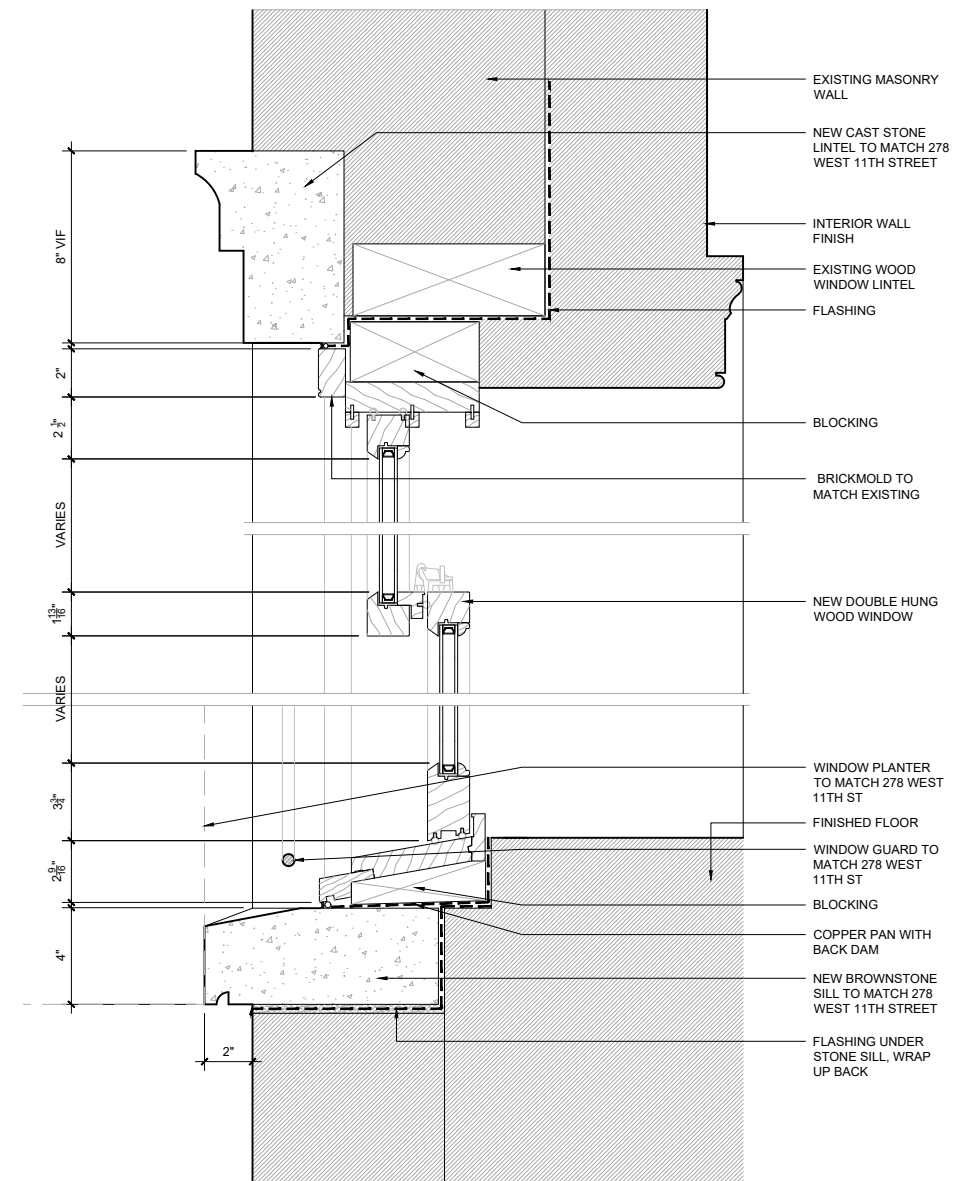 EXISTING MASONRY
WALL
NEW CAST STONE
LINTEL TO MATCH 278
WEST 11TH STREET
INTERIOR WALL
FINISH
EXISTING WOOD
WINDOW LINTEL
FLASHING
BLOCKING
BRICKMOLD TO
MATCH EXISTING
NEW DOUBLE HUNG
WOOD WINDOW
WINDOW PLANTER
TO MATCH 278 WEST
11TH ST
FINISHED FLOOR
WINDOW GUARD TO
MATCH 278 WEST
11TH ST
BLOCKING
COPPER PAN WITH
BACK DAM
NEW BROWNSTONE
SILL TO MATCH 278
WEST 11TH STREET
FLASHING UNDER
STONE SILL, WRAP
UP BACK
8" VIF
2"
2 1/2"
VARIES
1 13/16"
VARIES
3 3/4"
2 9/16"
4"
2"